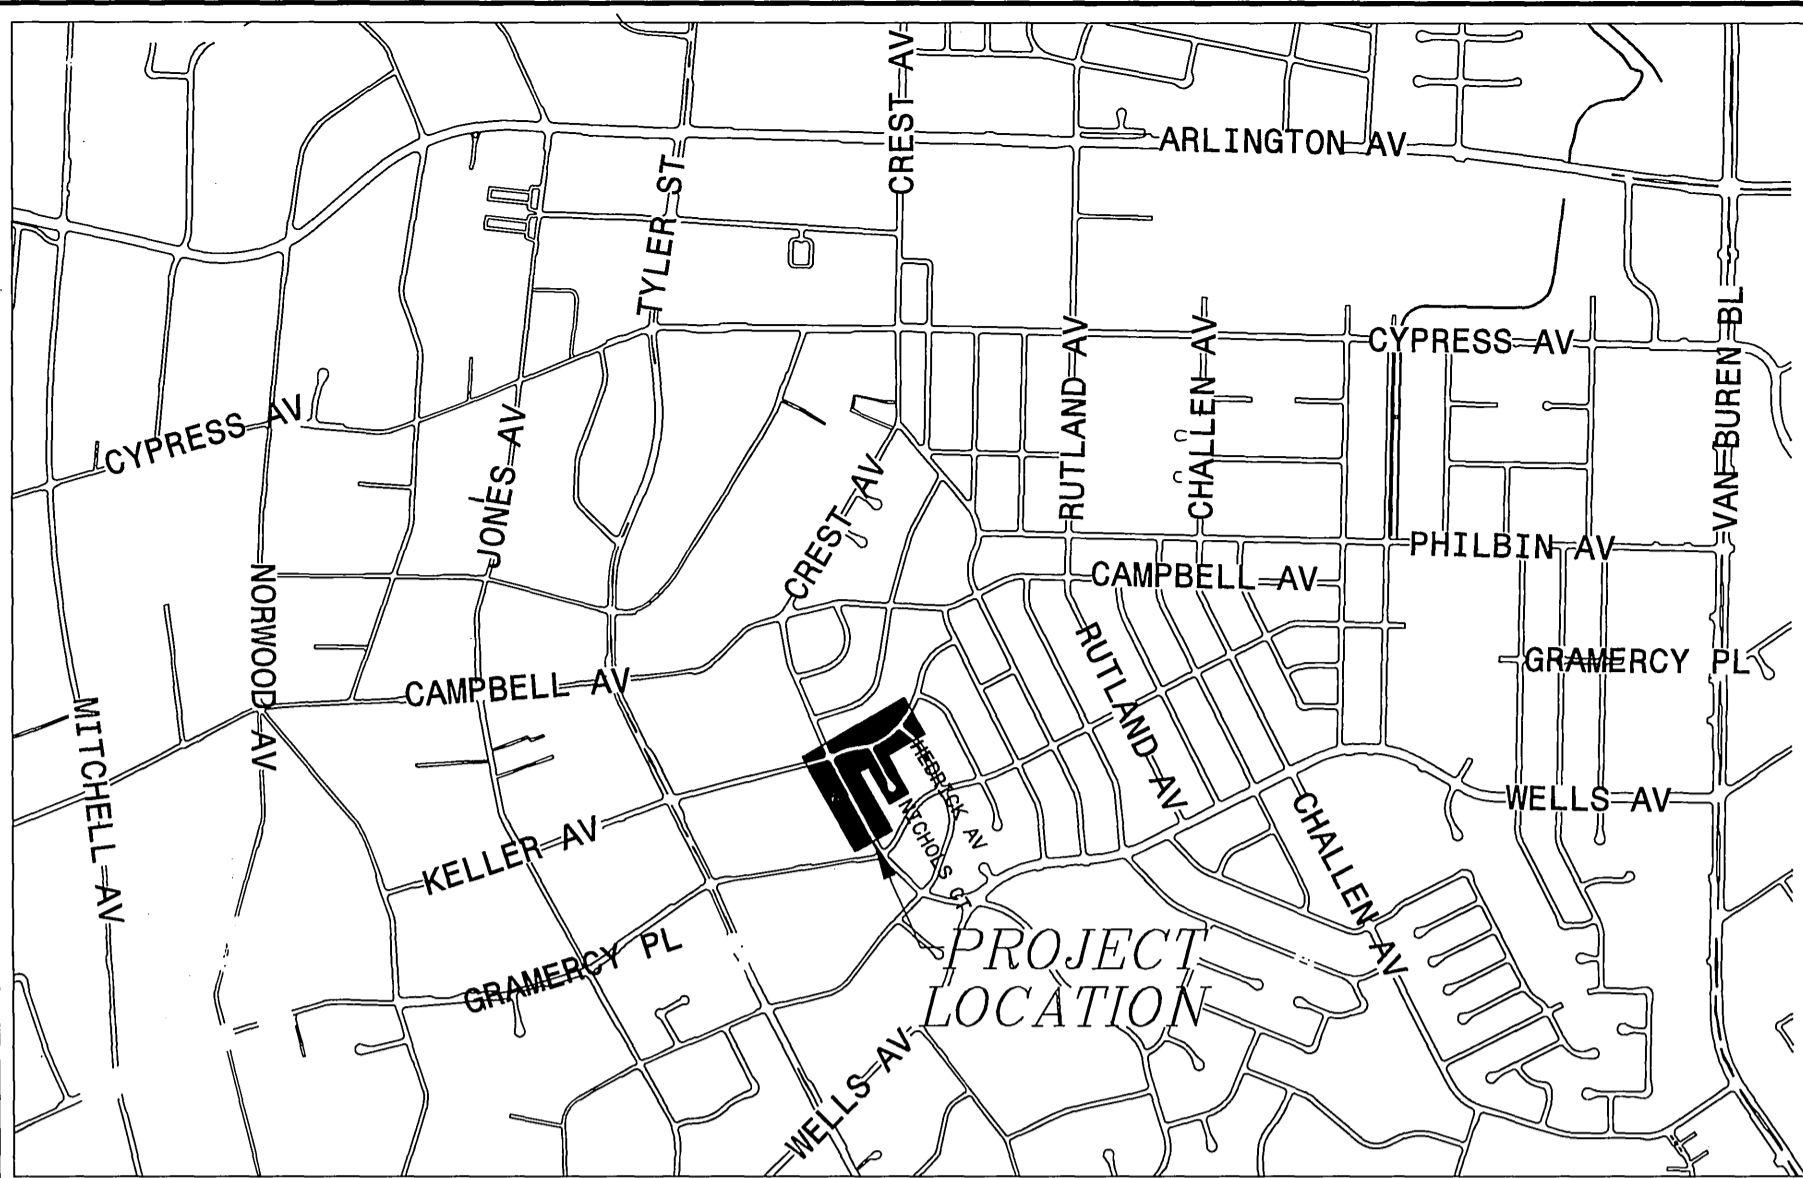 CREST AV
ARLINGTON AV
TYLER ST
VAN BUREN BL
RUTLAND AV
CHALLEN AV
CYPRESS AV
CYPRESS AV
JONES AV
CREST AV
PHILBIN AV
CAMPBELL AV
NORWOOD AV
RUTLAND AV
GRAMERCY PL
CAMPBELL AV
MITCHELL AV
HEDRICK AV
NICHOLS CT
WELLS AV
CHALLEN AV
KELLER AV
GRAMERCY PL
PROJECT
LOCATION
WELLS AV